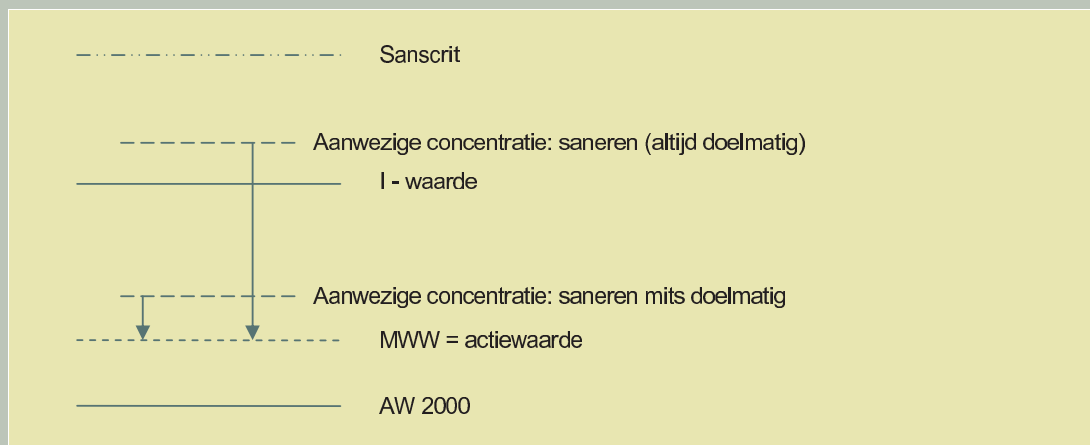 Sanscrit
Aanwezige concentratie: saneren (altijd doelmatig)
I - waarde
Aanwezige concentratie: saneren mits doelmatig
MWW = actiewaarde
AW 2000